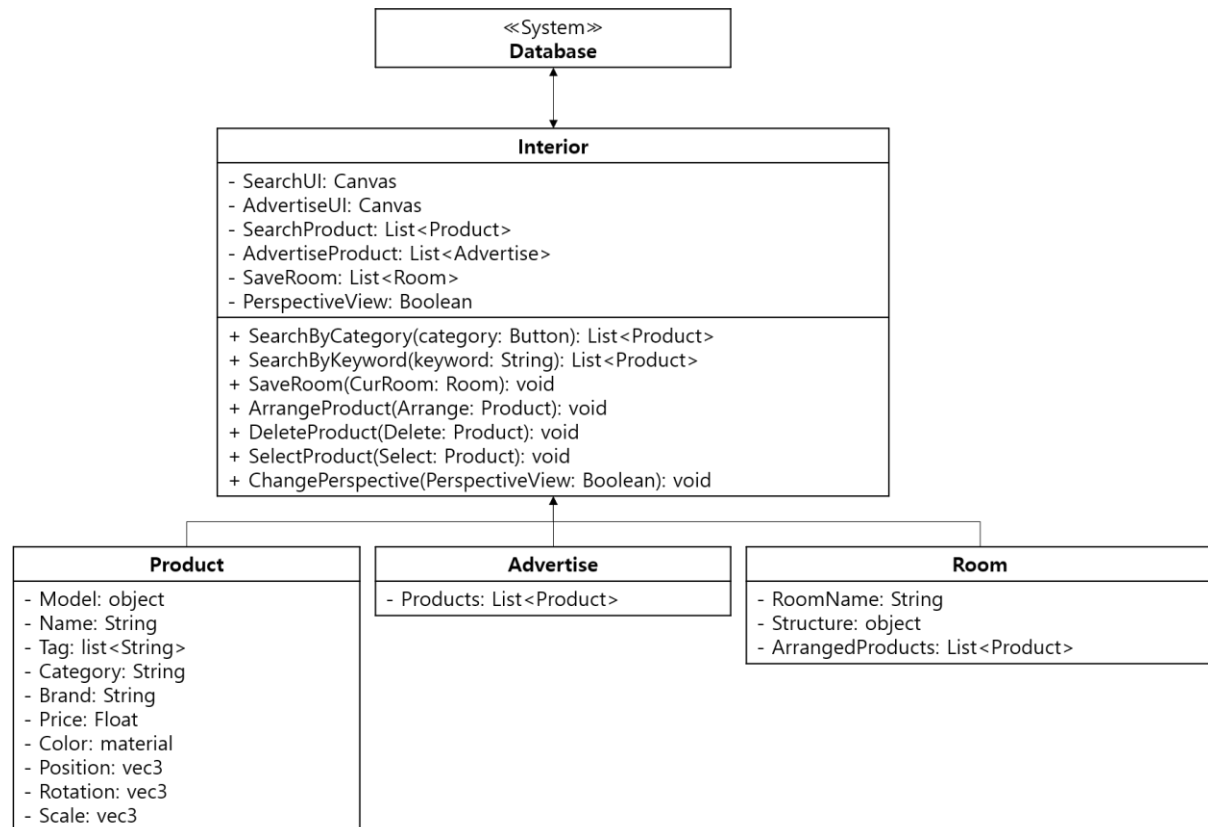 ≪System≫
Database
Interior
- SearchUI: Canvas
- AdvertiseUI: Canvas
- SearchProduct: List<Product>
- AdvertiseProduct: List<Advertise>
- SaveRoom: List<Room>
- PerspectiveView: Boolean
+ SearchByCategory(category: Button): List<Product>
+ SearchByKeyword(keyword: String): List<Product>
+ SaveRoom(CurRoom: Room): void
+ ArrangeProduct(Arrange: Product): void
+ DeleteProduct(Delete: Product): void
+ SelectProduct(Select: Product): void
+ ChangePerspective(PerspectiveView: Boolean): void
Product
- Model: object
- Name: String
- Tag: list<String>
- Category: String
- Brand: String
- Price: Float
- Color: material
- Position: vec3
- Rotation: vec3
- Scale: vec3
Advertise
- Products: List<Product>
Room
- RoomName: String
- Structure: object
- ArrangedProducts: List<Product>